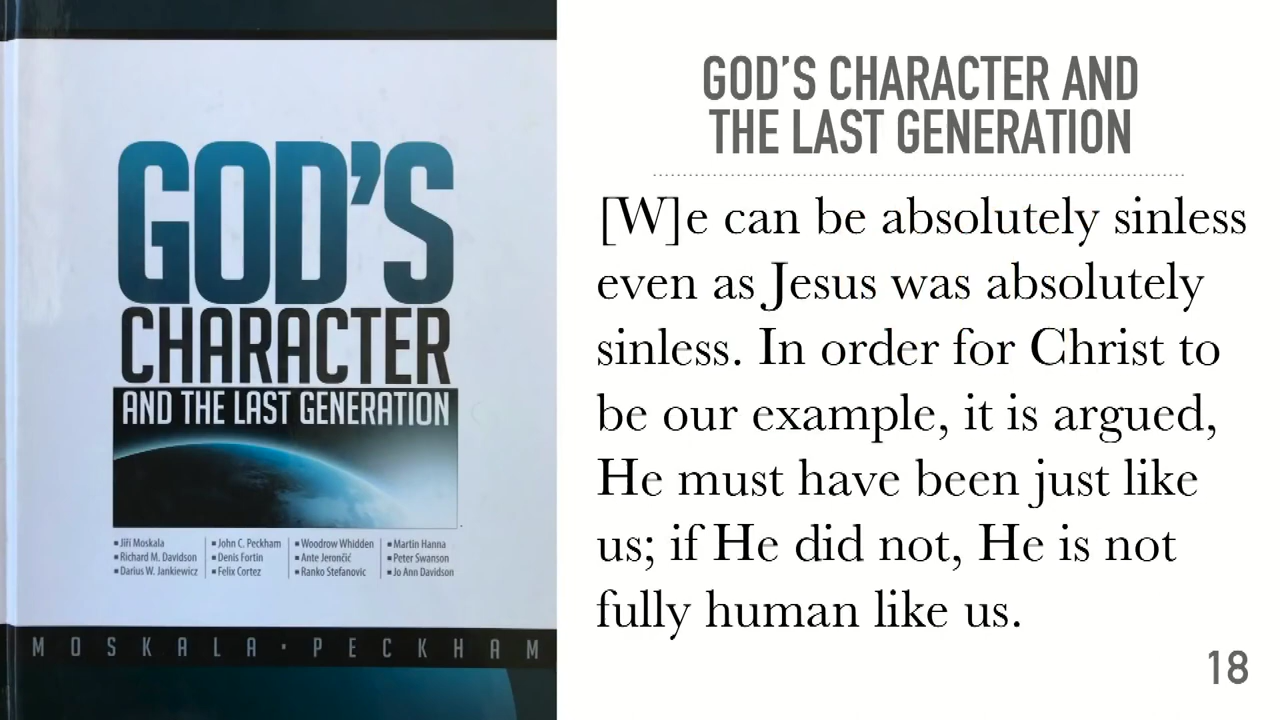 GOD'S
CHARACTER
AND THE LAST GENERATION
▪ Jiří Moskala
▪ Richard M. Davidson
▪ Darius W. Jankiewicz
▪ John C. Peckham
▪ Denis Fortin
▪ Felix Cortez
▪ Woodrow Whidden
▪ Ante Jerončić
▪ Ranko Stefanovic
▪ Martin Hanna
▪ Peter Swanson
▪ Jo Ann Davidson
MOSKALA · PECKHAM
GOD'S CHARACTER AND
THE LAST GENERATION
[W]e can be absolutely sinless
even as Jesus was absolutely
sinless. In order for Christ to
be our example, it is argued,
He must have been just like
us; if He did not, He is not
fully human like us.
18